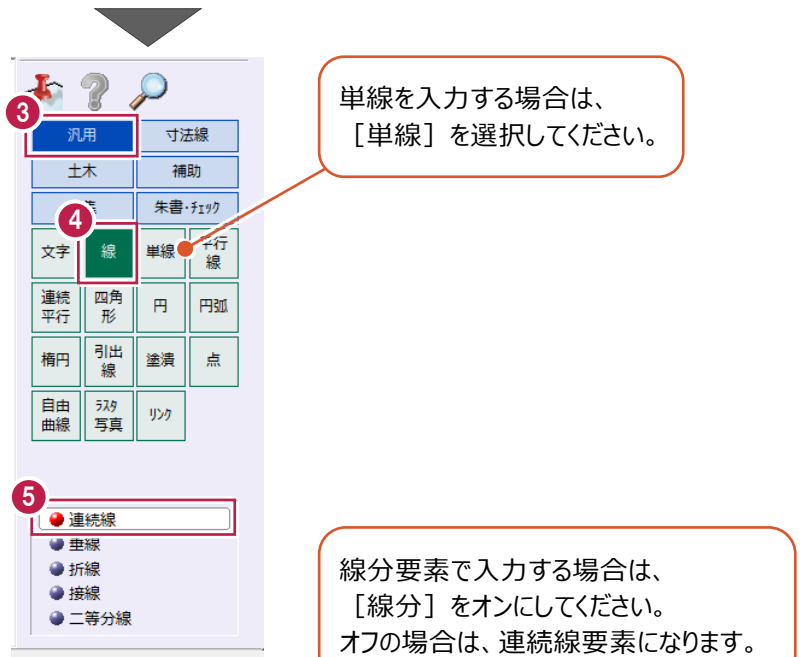 3
汎用 寸法線
土木 補助
朱書・ﾁｪｯｸ
4
文字 線 単線 平行線
連続平行 四角形 円 円弧
楕円 引出線 塗潰 点
自由曲線 ﾗｽﾀ写真 ﾘﾝｸ
5
連続線
垂線
折線
接線
二等分線
単線を入力する場合は、
［単線］を選択してください。
線分要素で入力する場合は、
［線分］をオンにしてください。
オフの場合は、連続線要素になります。